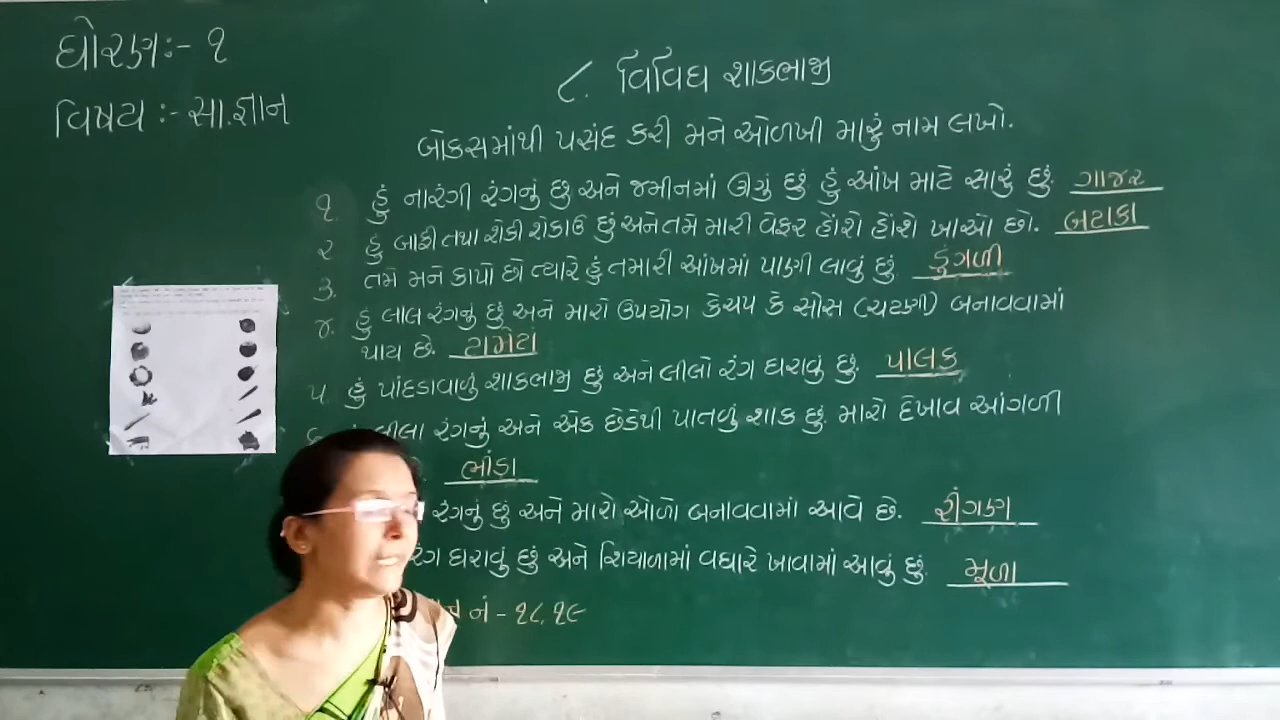 ધોરણઃ- ૧
વિષય :- સા.જ્ઞાન
૮. વિવિધ શાકભાજી
બોકસમાંથી પસંદ કરી મને ઓળખી મારું નામ લખો.
૧. હું નારંગી રંગનું છું અને જમીનમાં ઊગું છું. હું આંખ માટે સારું છું. ગાજર
૨ હું બાફી તથા શેકી શેકાઉ છું અને તમે મારી વેફર હોંશે હોંશે ખાઓ છો. બટાકા
૩. તમે મને કાપો છો ત્યારે હું તમારી આંખમાં પાણી લાવું છું. ડુંગળી
૪. હું લાલ રંગનું છું અને મારો ઉપયોગ કેચપ કે સોસ (ચટણી) બનાવવામાં
થાય છે. ટામેટાં
૫. હું પાંદડાવાળું શાકભાજી છું અને લીલો રંગ ધરાવું છું. પાલક
લીલા રંગનું અને એક છેડેથી પાતળું શાક છું. મારો દેખાવ આંગળી
ભીંડા
રંગનું છું અને મારો ઓળો બનાવવામાં આવે છે. રીંગણ
રંગ ધરાવું છું અને શિયાળામાં વધારે ખાવામાં આવું છું. મૂળા
નં - ૧૮,૧૯